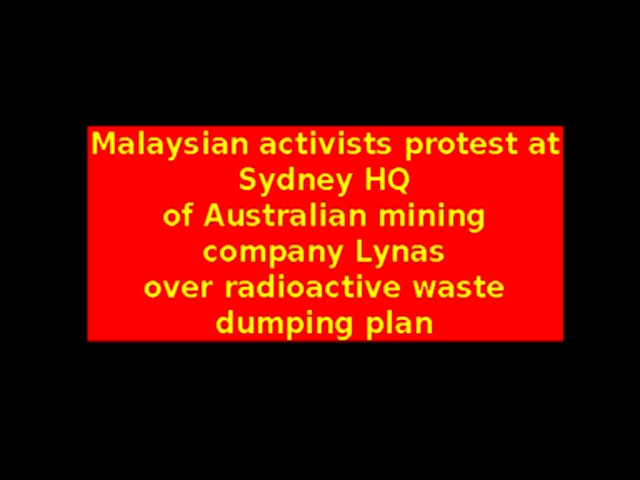 Malaysian activists protest at
Sydney HQ
of Australian mining
company Lynas
over radioactive waste
dumping plan